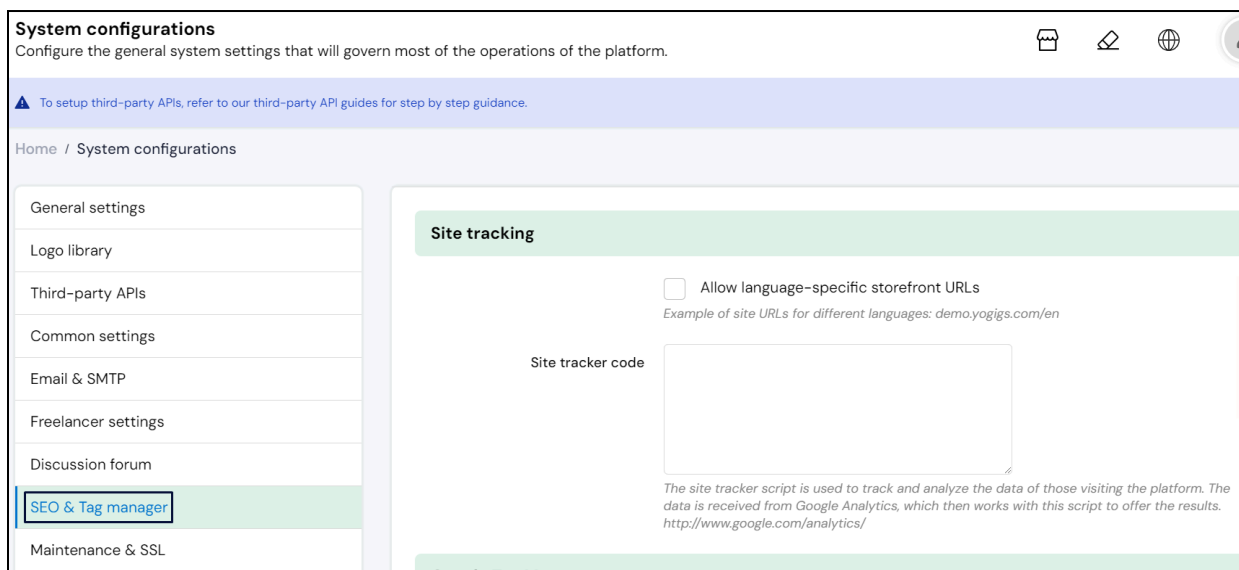 System configurations
Configure the general system settings that will govern most of the operations of the platform.
To setup third-party APIs, refer to our third-party API guides for step by step guidance.
Home / System configurations
General settings
Logo library
Third-party APIs
Common settings
Email & SMTP
Freelancer settings
Discussion forum
SEO & Tag manager
Maintenance & SSL
Site tracking
Allow language-specific storefront URLs
Example of site URLs for different languages: demo.yogigs.com/en
Site tracker code
The site tracker script is used to track and analyze the data of those visiting the platform. The
data is received from Google Analytics, which then works with this script to offer the results.
http://www.google.com/analytics/